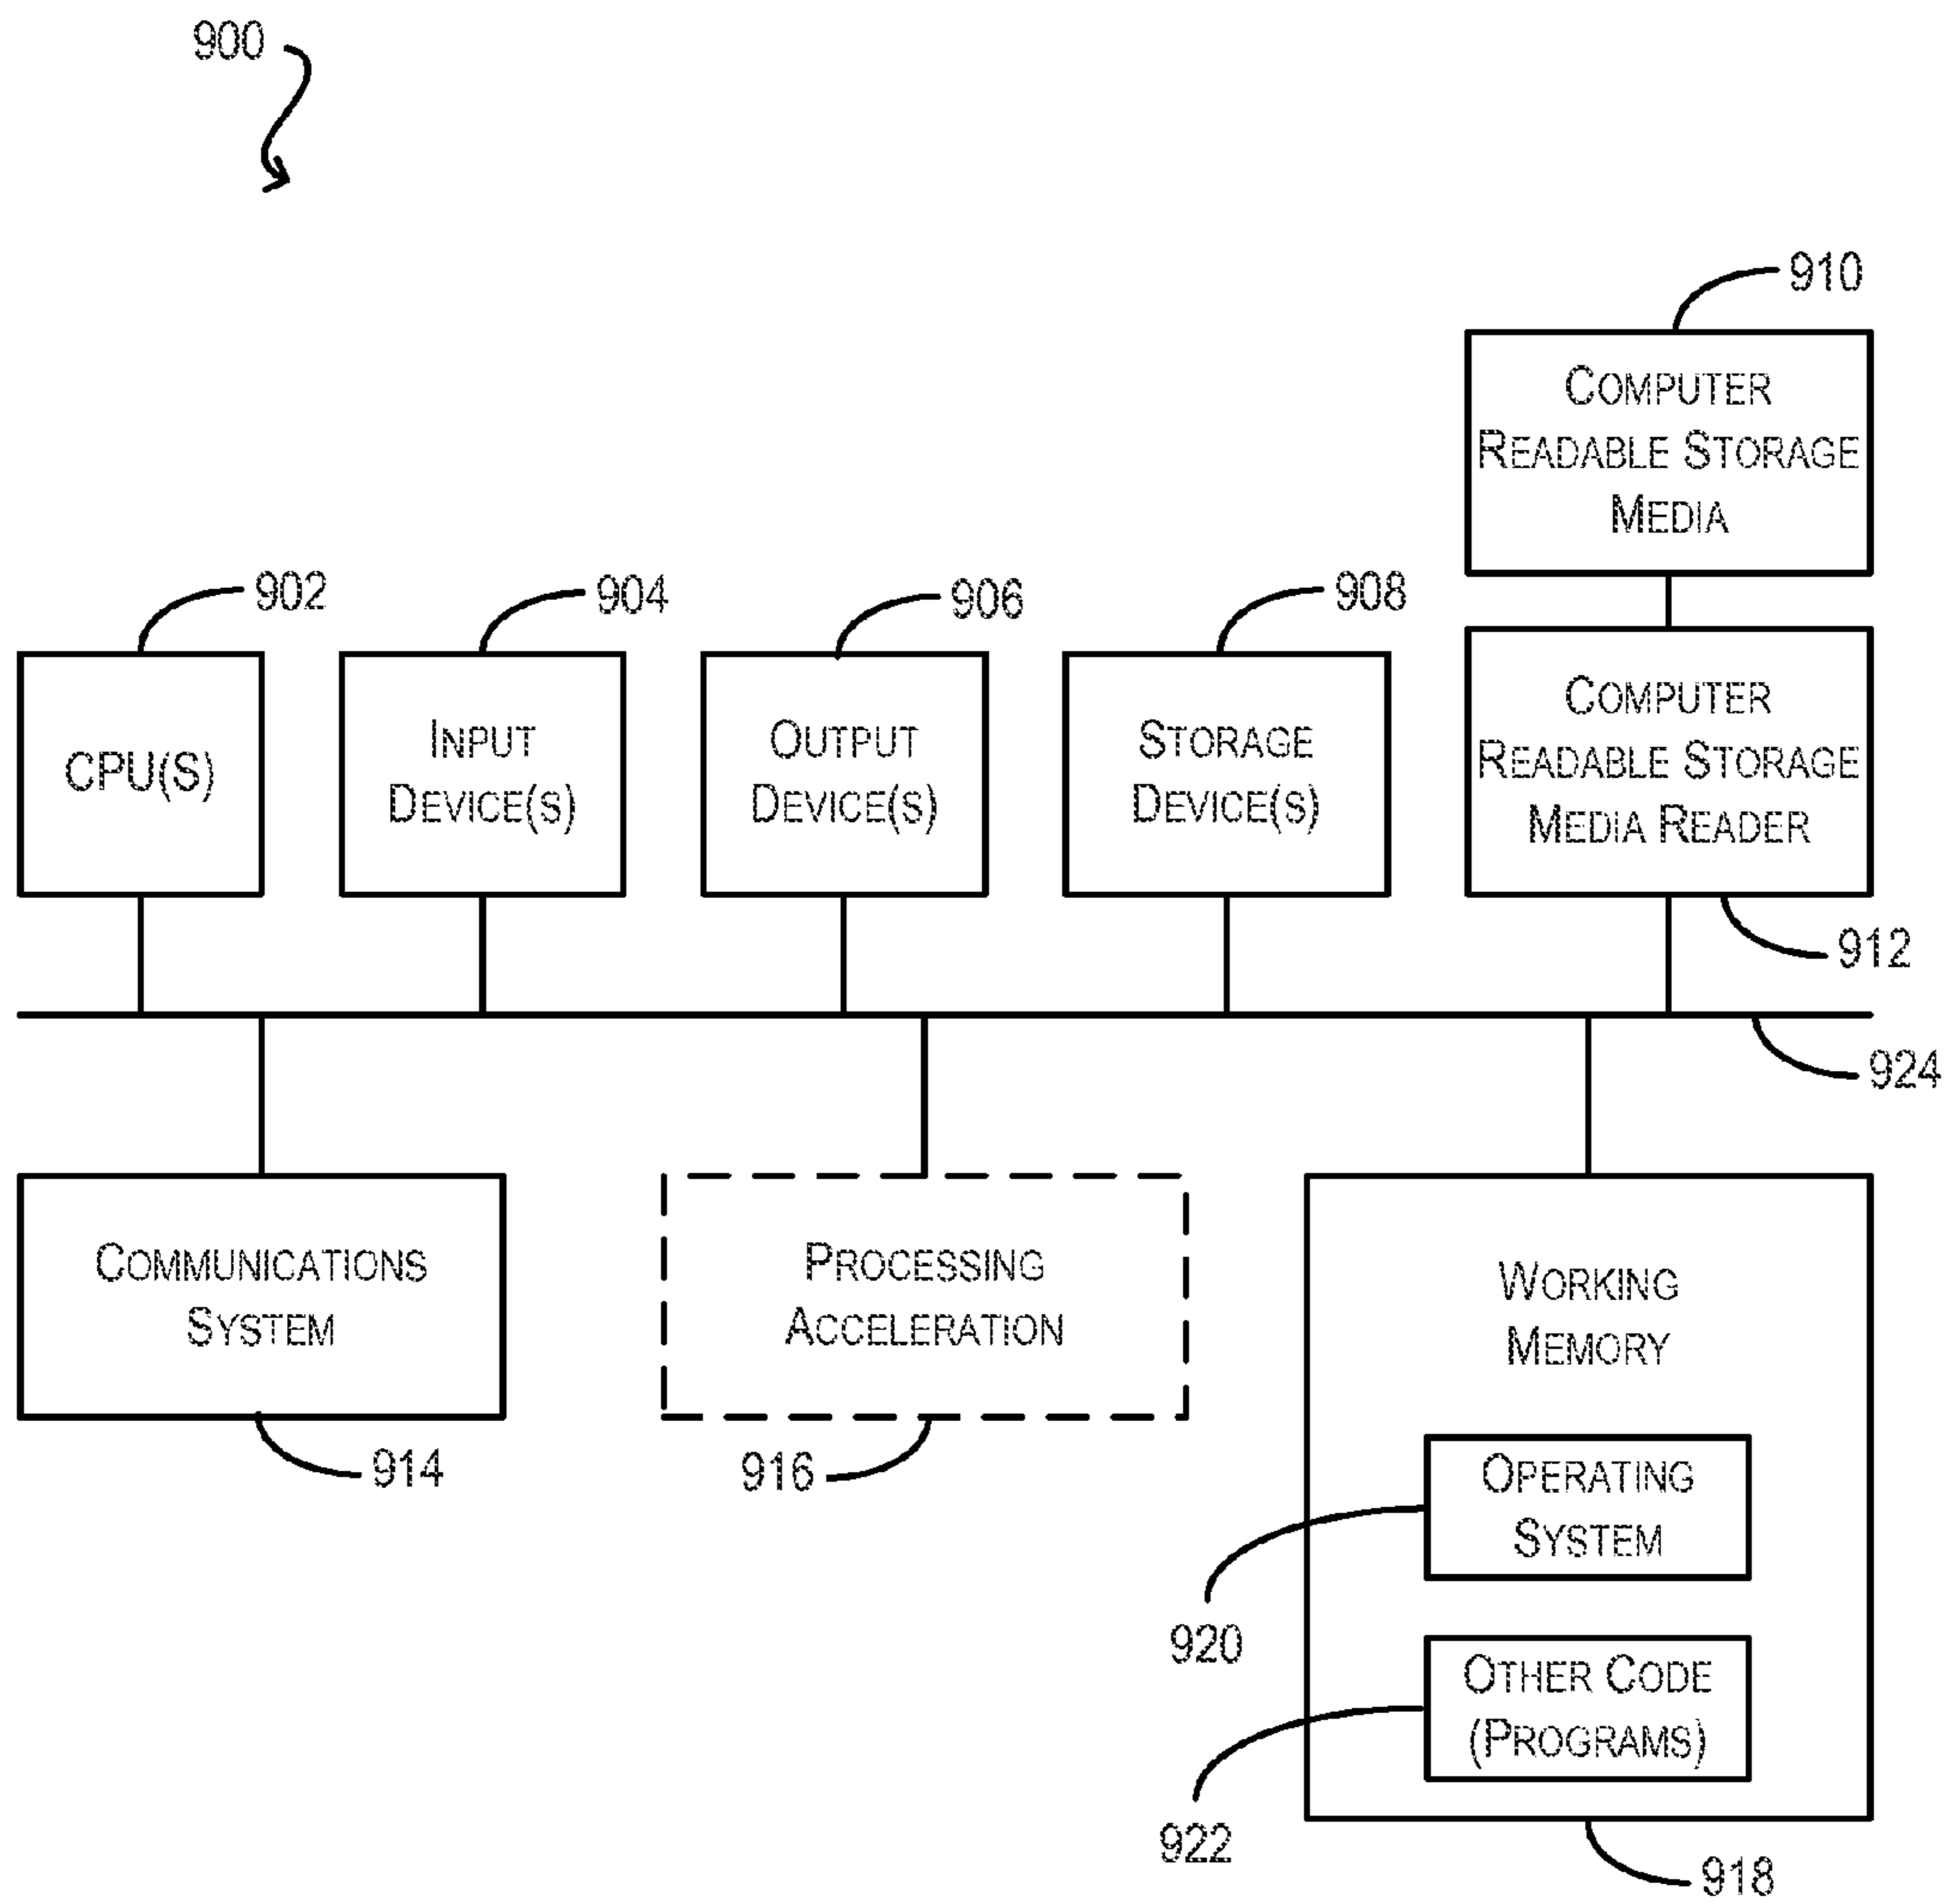 900
910
COMPUTER
READABLE STORAGE
MEDIA
902
904
906
908
CPU(S)
INPUT
DEVICE(S)
OUTPUT
DEVICE(S)
STORAGE
DEVICE(S)
COMPUTER
READABLE STORAGE
MEDIA READER
912
924
COMMUNICATIONS
SYSTEM
914
PROCESSING
ACCELERATION
916
WORKING
MEMORY
OPERATING
SYSTEM
920
OTHER CODE
(PROGRAMS)
922
918